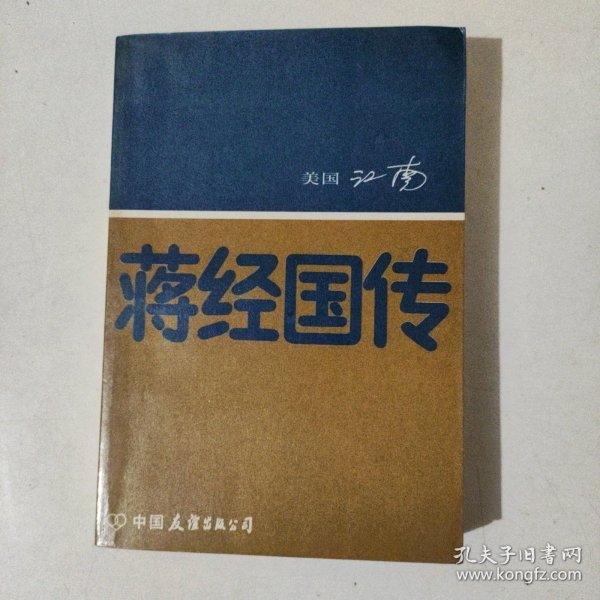 美国 江南
蒋经国传
中国友谊出版公司
孔夫子旧书网
www.kongfz.com